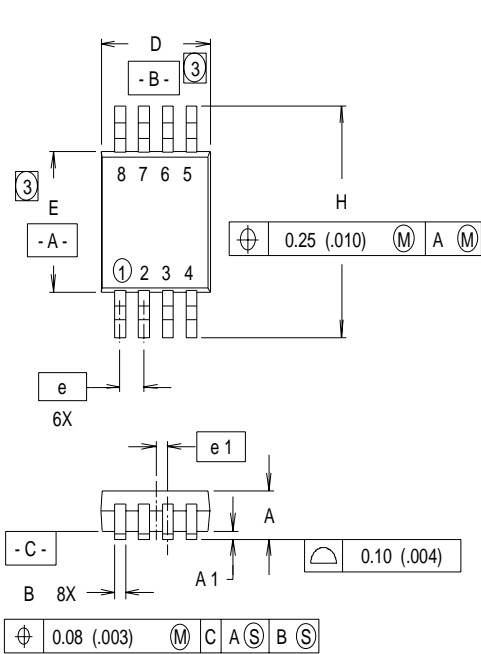 D
- B -
3
8 7 6 5
3
E
- A -
H
0.25 (.010) M A M
1 2 3 4
e
6X
e 1
A
- C -
A 1
0.10 (.004)
B 8X
0.08 (.003) M C A S B S